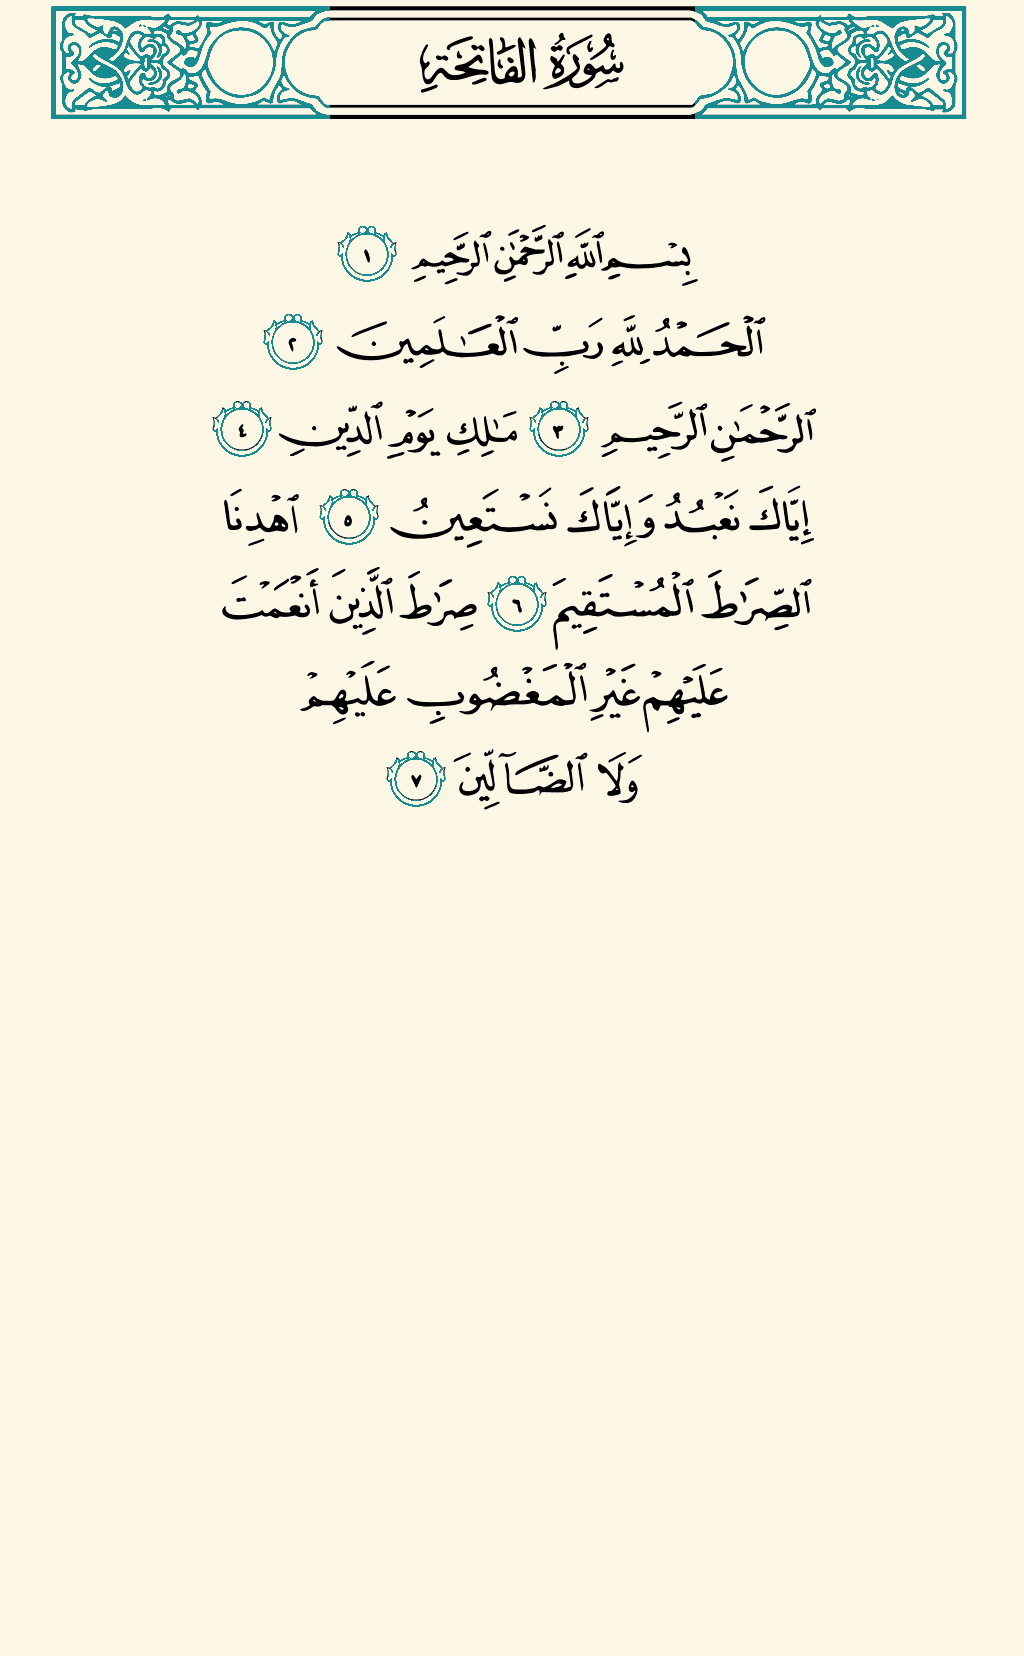 سُورَةُ الفَاتِحَةِ
بِسۡمِ ٱللَّهِ ٱلرَّحۡمَٰنِ ٱلرَّحِيمِ ١
ٱلۡحَمۡدُ لِلَّهِ رَبِّ ٱلۡعَٰلَمِينَ ٢
ٱلرَّحۡمَٰنِ ٱلرَّحِيمِ ٣ مَٰلِكِ يَوۡمِ ٱلدِّينِ ٤
إِيَّاكَ نَعۡبُدُ وَإِيَّاكَ نَسۡتَعِينُ ٥ ٱهۡدِنَا
ٱلصِّرَٰطَ ٱلۡمُسۡتَقِيمَ ٦ صِرَٰطَ ٱلَّذِينَ أَنۡعَمۡتَ
عَلَيۡهِمۡ غَيۡرِ ٱلۡمَغۡضُوبِ عَلَيۡهِمۡ
وَلَا ٱلضَّآلِّينَ ٧